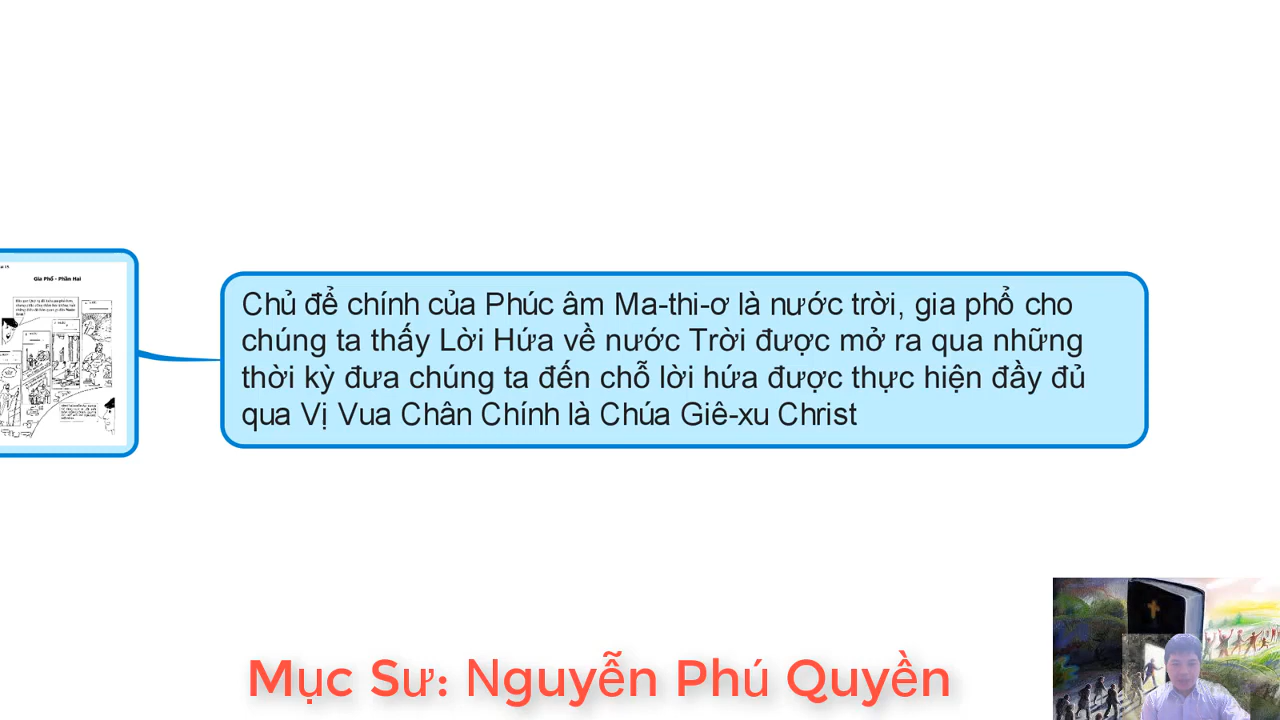 Gia Phổ - Phần Hai
Chủ để chính của Phúc âm Ma-thi-ơ là nước trời, gia phổ cho
chúng ta thấy Lời Hứa về nước Trời được mở ra qua những
thời kỳ đưa chúng ta đến chỗ lời hứa được thực hiện đầy đủ
qua Vị Vua Chân Chính là Chúa Giê-xu Christ
Mục Sư: Nguyễn Phú Quyền